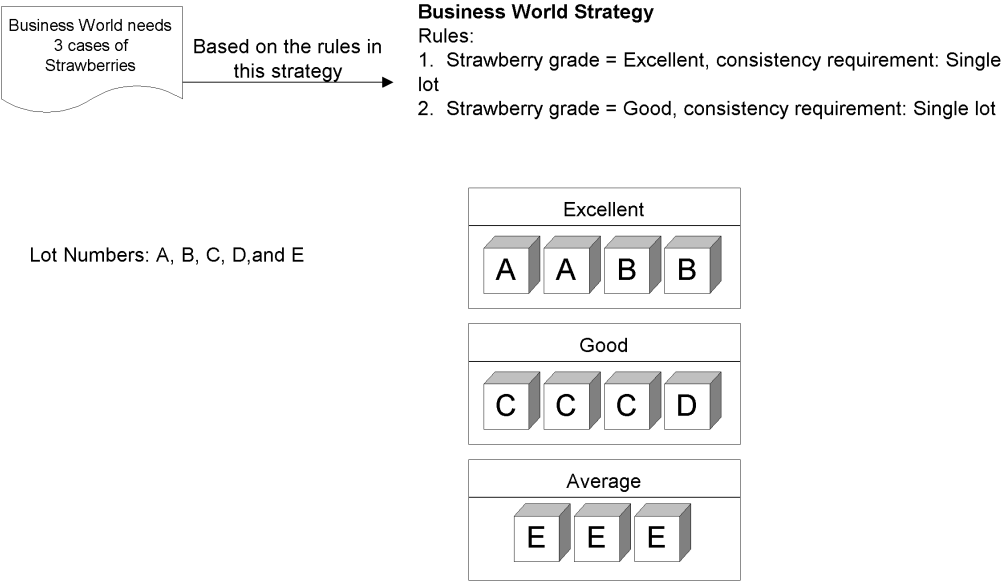 Business World needs
3 cases of
Strawberries
Based on the rules in
this strategy
Business World Strategy
Rules:
1. Strawberry grade = Excellent, consistency requirement: Single
lot
2. Strawberry grade = Good, consistency requirement: Single lot
Lot Numbers: A, B, C, D,and E
Excellent
A A B B
Good
C C C D
Average
E E E